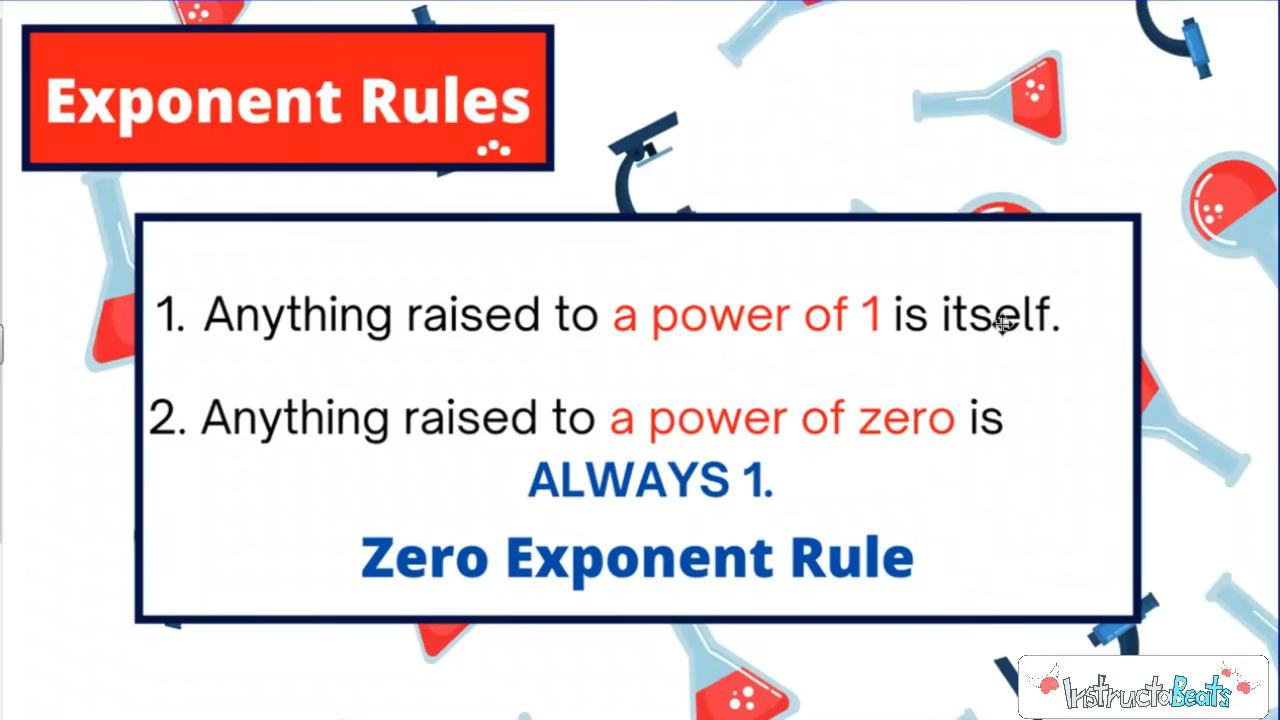 Exponent Rules
1. Anything raised to a power of 1 is itself.
2. Anything raised to a power of zero is
ALWAYS 1.
Zero Exponent Rule
InstructaBeats